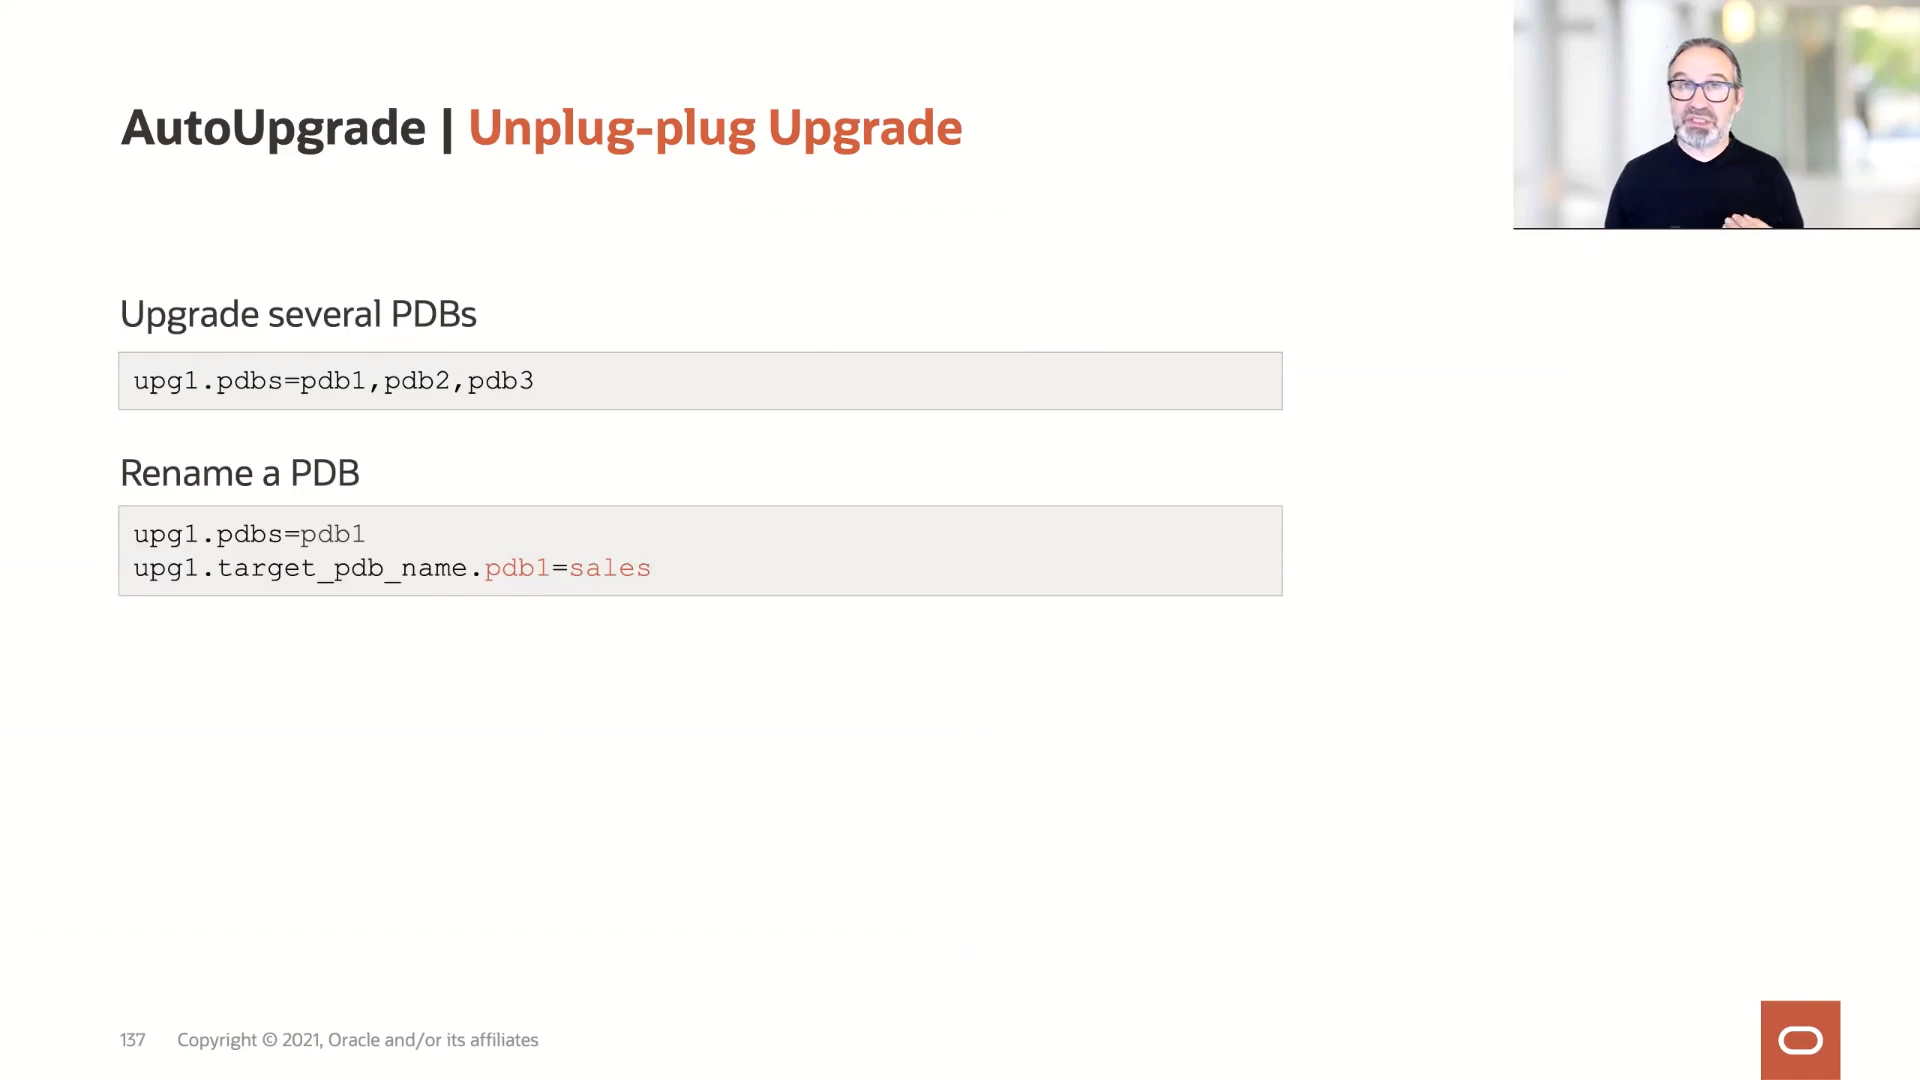 AutoUpgrade | Unplug-plug Upgrade
Upgrade several PDBs
upg1.pdbs=pdb1,pdb2,pdb3
Rename a PDB
upg1.pdbs=pdb1
upg1.target_pdb_name.pdb1=sales
137 Copyright © 2021, Oracle and/or its affiliates